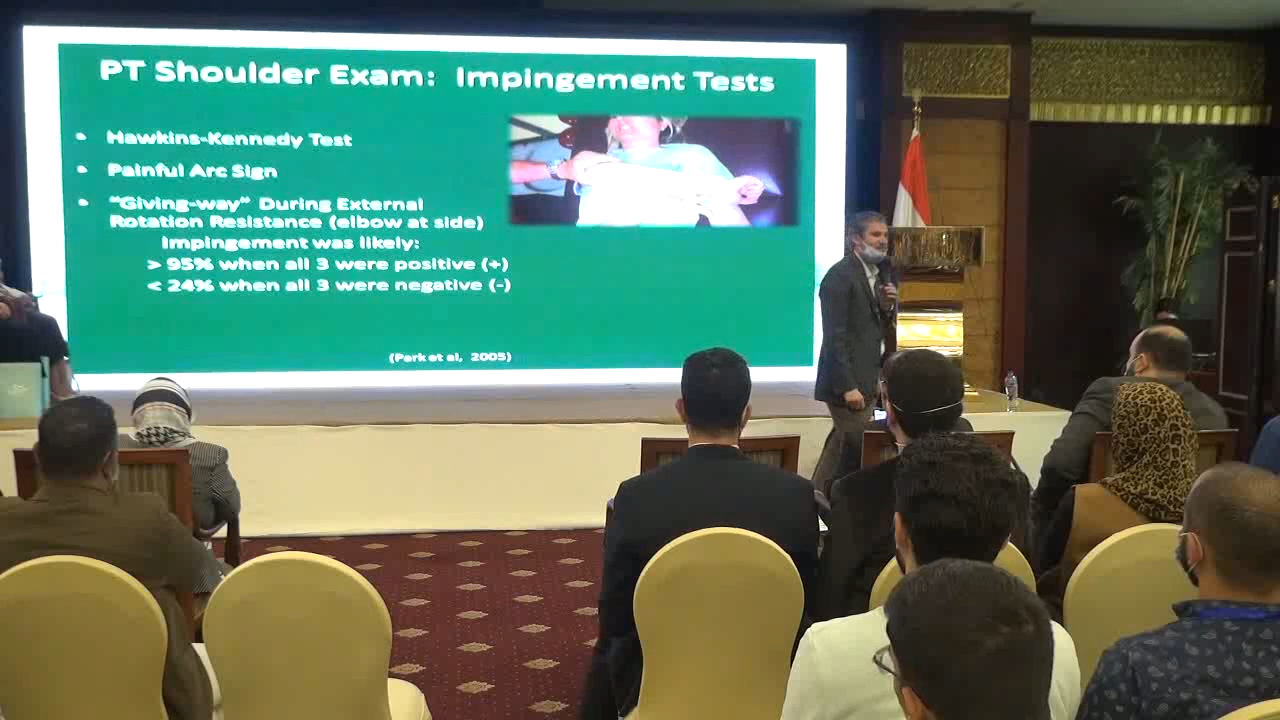 PT Shoulder Exam: Impingement Tests
• Hawkins-Kennedy Test
• Painful Arc Sign
• "Giving-way" During External
Rotation Resistance (elbow at side)
Impingement was likely:
> 95% when all 3 were positive (+)
< 24% when all 3 were negative (-)
(Park et al, 2005)